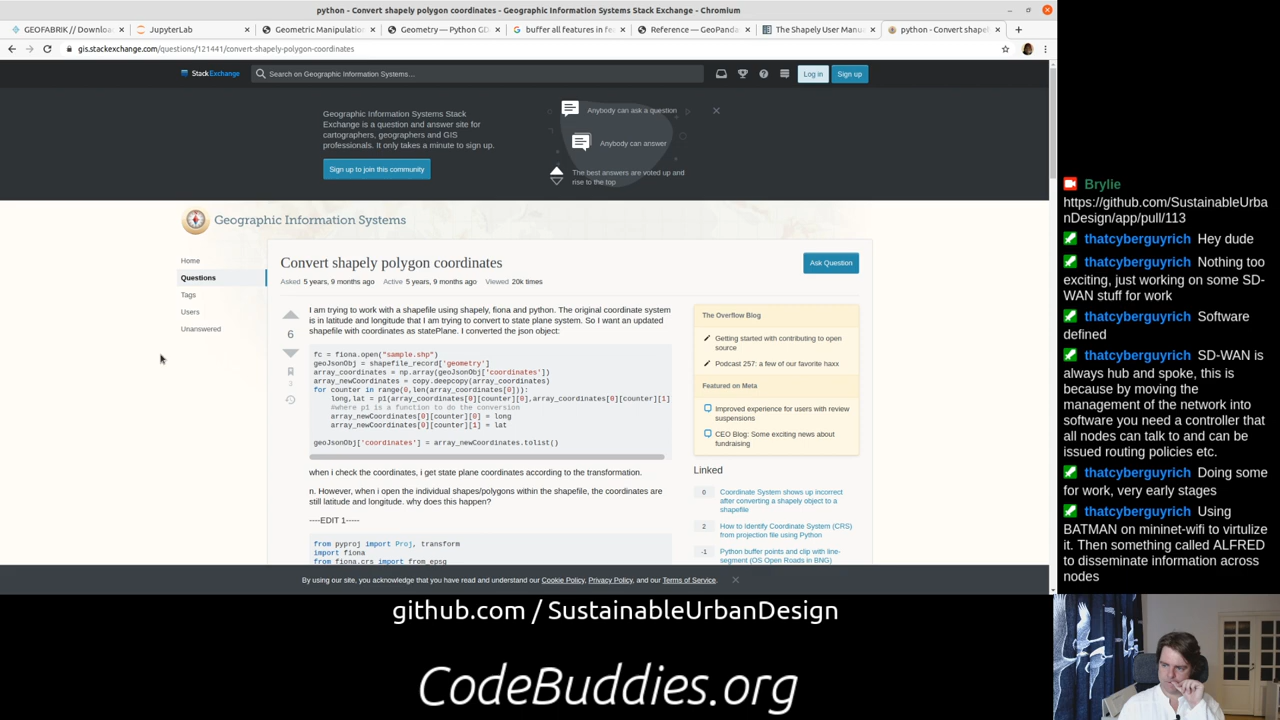 python - Convert shapely polygon coordinates - Geographic Information Systems Stack Exchange - Chromium
GEOFABRIK // Downloa
JupyterLab
Geometric Manipulation
Geometry — Python GD
buffer all features in fe
Reference — GeoPanda
The Shapely User Manu
python - Convert shapel
gis.stackexchange.com/questions/121441/convert-shapely-polygon-coordinates
StackExchange
Search on Geographic Information Systems…
Log in
Sign up
Geographic Information Systems Stack
Exchange is a question and answer site for
cartographers, geographers and GIS
professionals. It only takes a minute to sign up.
Sign up to join this community
Anybody can ask a question
Anybody can answer
The best answers are voted up and
rise to the top
Geographic Information Systems
Home
Questions
Tags
Users
Unanswered
Convert shapely polygon coordinates
Ask Question
Asked 5 years, 9 months ago Active 5 years, 9 months ago Viewed 20k times
6
3
I am trying to work with a shapefile using shapely, fiona and python. The original coordinate system
is in latitude and longitude that I am trying to convert to state plane system. So I want an updated
shapefile with coordinates as statePlane. I converted the json object:
fc = fiona.open("sample.shp")
geoJsonObj = shapefile_record['geometry']
array_coordinates = np.array(geoJsonObj['coordinates'])
array_newCoordinates = copy.deepcopy(array_coordinates)
for counter in range(0,len(array_coordinates[0])):
long,lat = p1(array_coordinates[0][counter][0],array_coordinates[0][counter][1]
#where p1 is a function to do the conversion
array_newCoordinates[0][counter][0] = long
array_newCoordinates[0][counter][1] = lat
geoJsonObj['coordinates'] = array_newCoordinates.tolist()
when i check the coordinates, i get state plane coordinates according to the transformation.
n. However, when i open the individual shapes/polygons within the shapefile, the coordinates are
still latitude and longitude. why does this happen?
----EDIT 1-----
from pyproj import Proj, transform
import fiona
from fiona.crs import from_epsg
The Overflow Blog
Getting started with contributing to open
source
Podcast 257: a few of our favorite haxx
Featured on Meta
Improved experience for users with review
suspensions
CEO Blog: Some exciting news about
fundraising
Linked
0 Coordinate System shows up incorrect
after converting a shapely object to a
shapefile
2 How to Identify Coordinate System (CRS)
from projection file using Python
-1 Python buffer points and clip with line-
segment (OS Open Roads in BNG)
By using our site, you acknowledge that you have read and understand our Cookie Policy, Privacy Policy, and our Terms of Service.
Brylie
https://github.com/SustainableUrba
nDesign/app/pull/113
thatcyberguyrich Hey dude
thatcyberguyrich Nothing too
exciting, just working on some SD-
WAN stuff for work
thatcyberguyrich Software
defined
thatcyberguyrich SD-WAN is
always hub and spoke, this is
because by moving the
management of the network into
software you need a controller that
all nodes can talk to and can be
issued routing policies etc.
thatcyberguyrich Doing some
for work, very early stages
thatcyberguyrich Using
BATMAN on mininet-wifi to virtulize
it. Then something called ALFRED
to disseminate information across
nodes
github.com / SustainableUrbanDesign
CodeBuddies.org